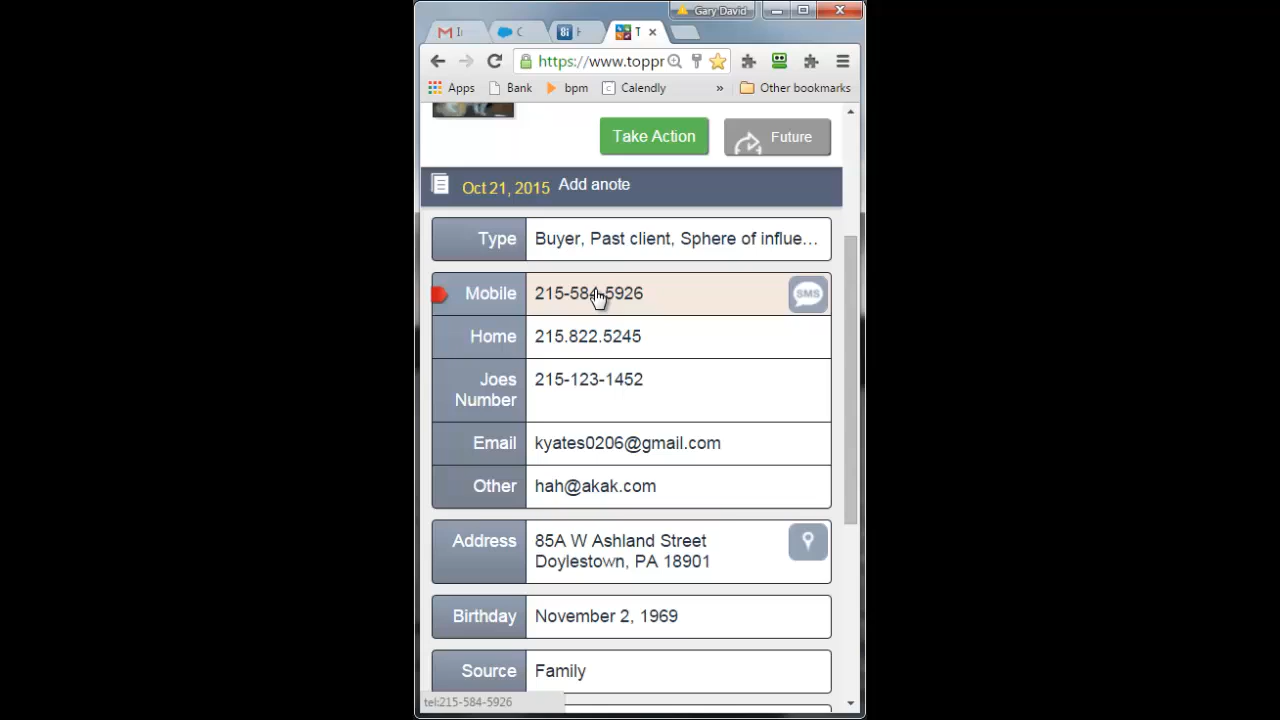 Gary David
8i
T
https://www.toppr
Apps
Bank
bpm
Calendly
»
Other bookmarks
Take Action
Future
Oct 21, 2015
Add anote
Type
Buyer, Past client, Sphere of influe...
Mobile
215-584-5926
SMS
Home
215.822.5245
Joes
Number
215-123-1452
Email
kyates0206@gmail.com
Other
hah@akak.com
Address
85A W Ashland Street
Doylestown, PA 18901
Birthday
November 2, 1969
Source
Family
tel:215-584-5926